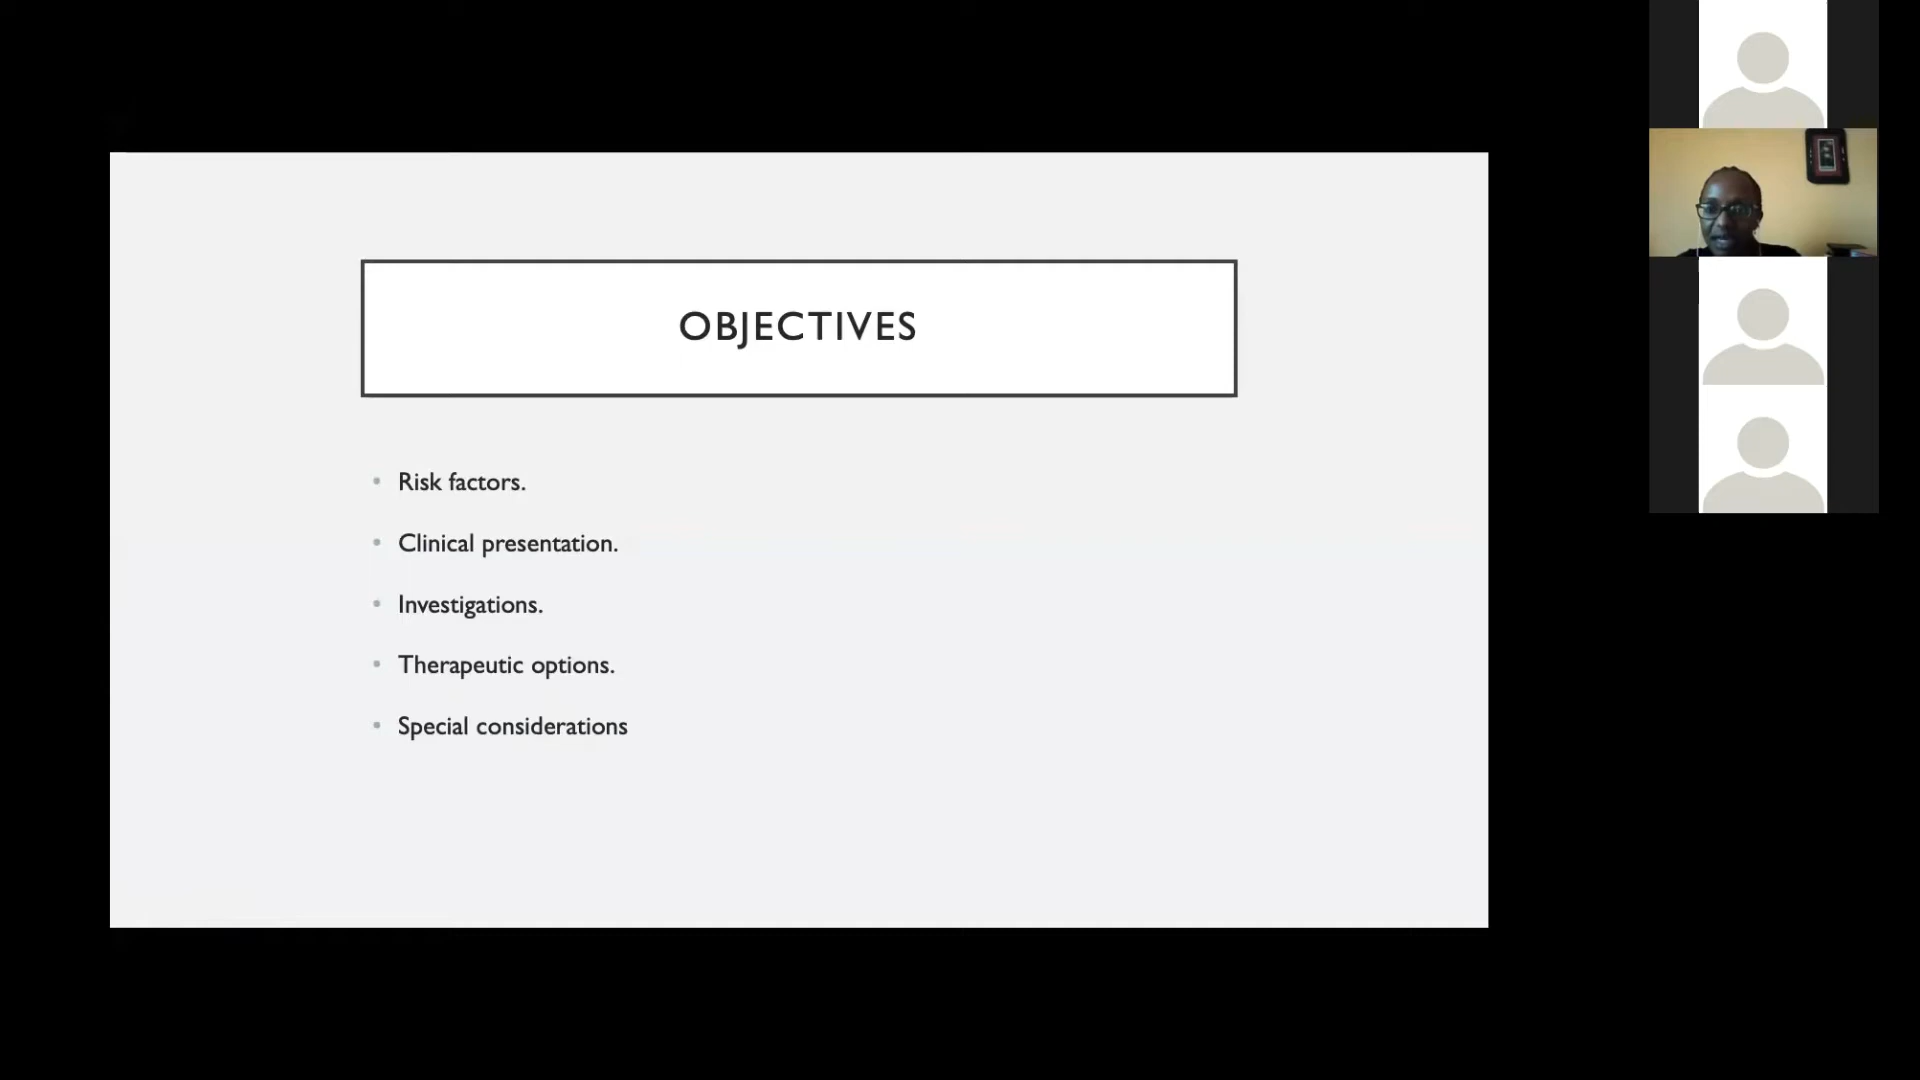 OBJECTIVES
Risk factors.
Clinical presentation.
Investigations.
Therapeutic options.
Special considerations